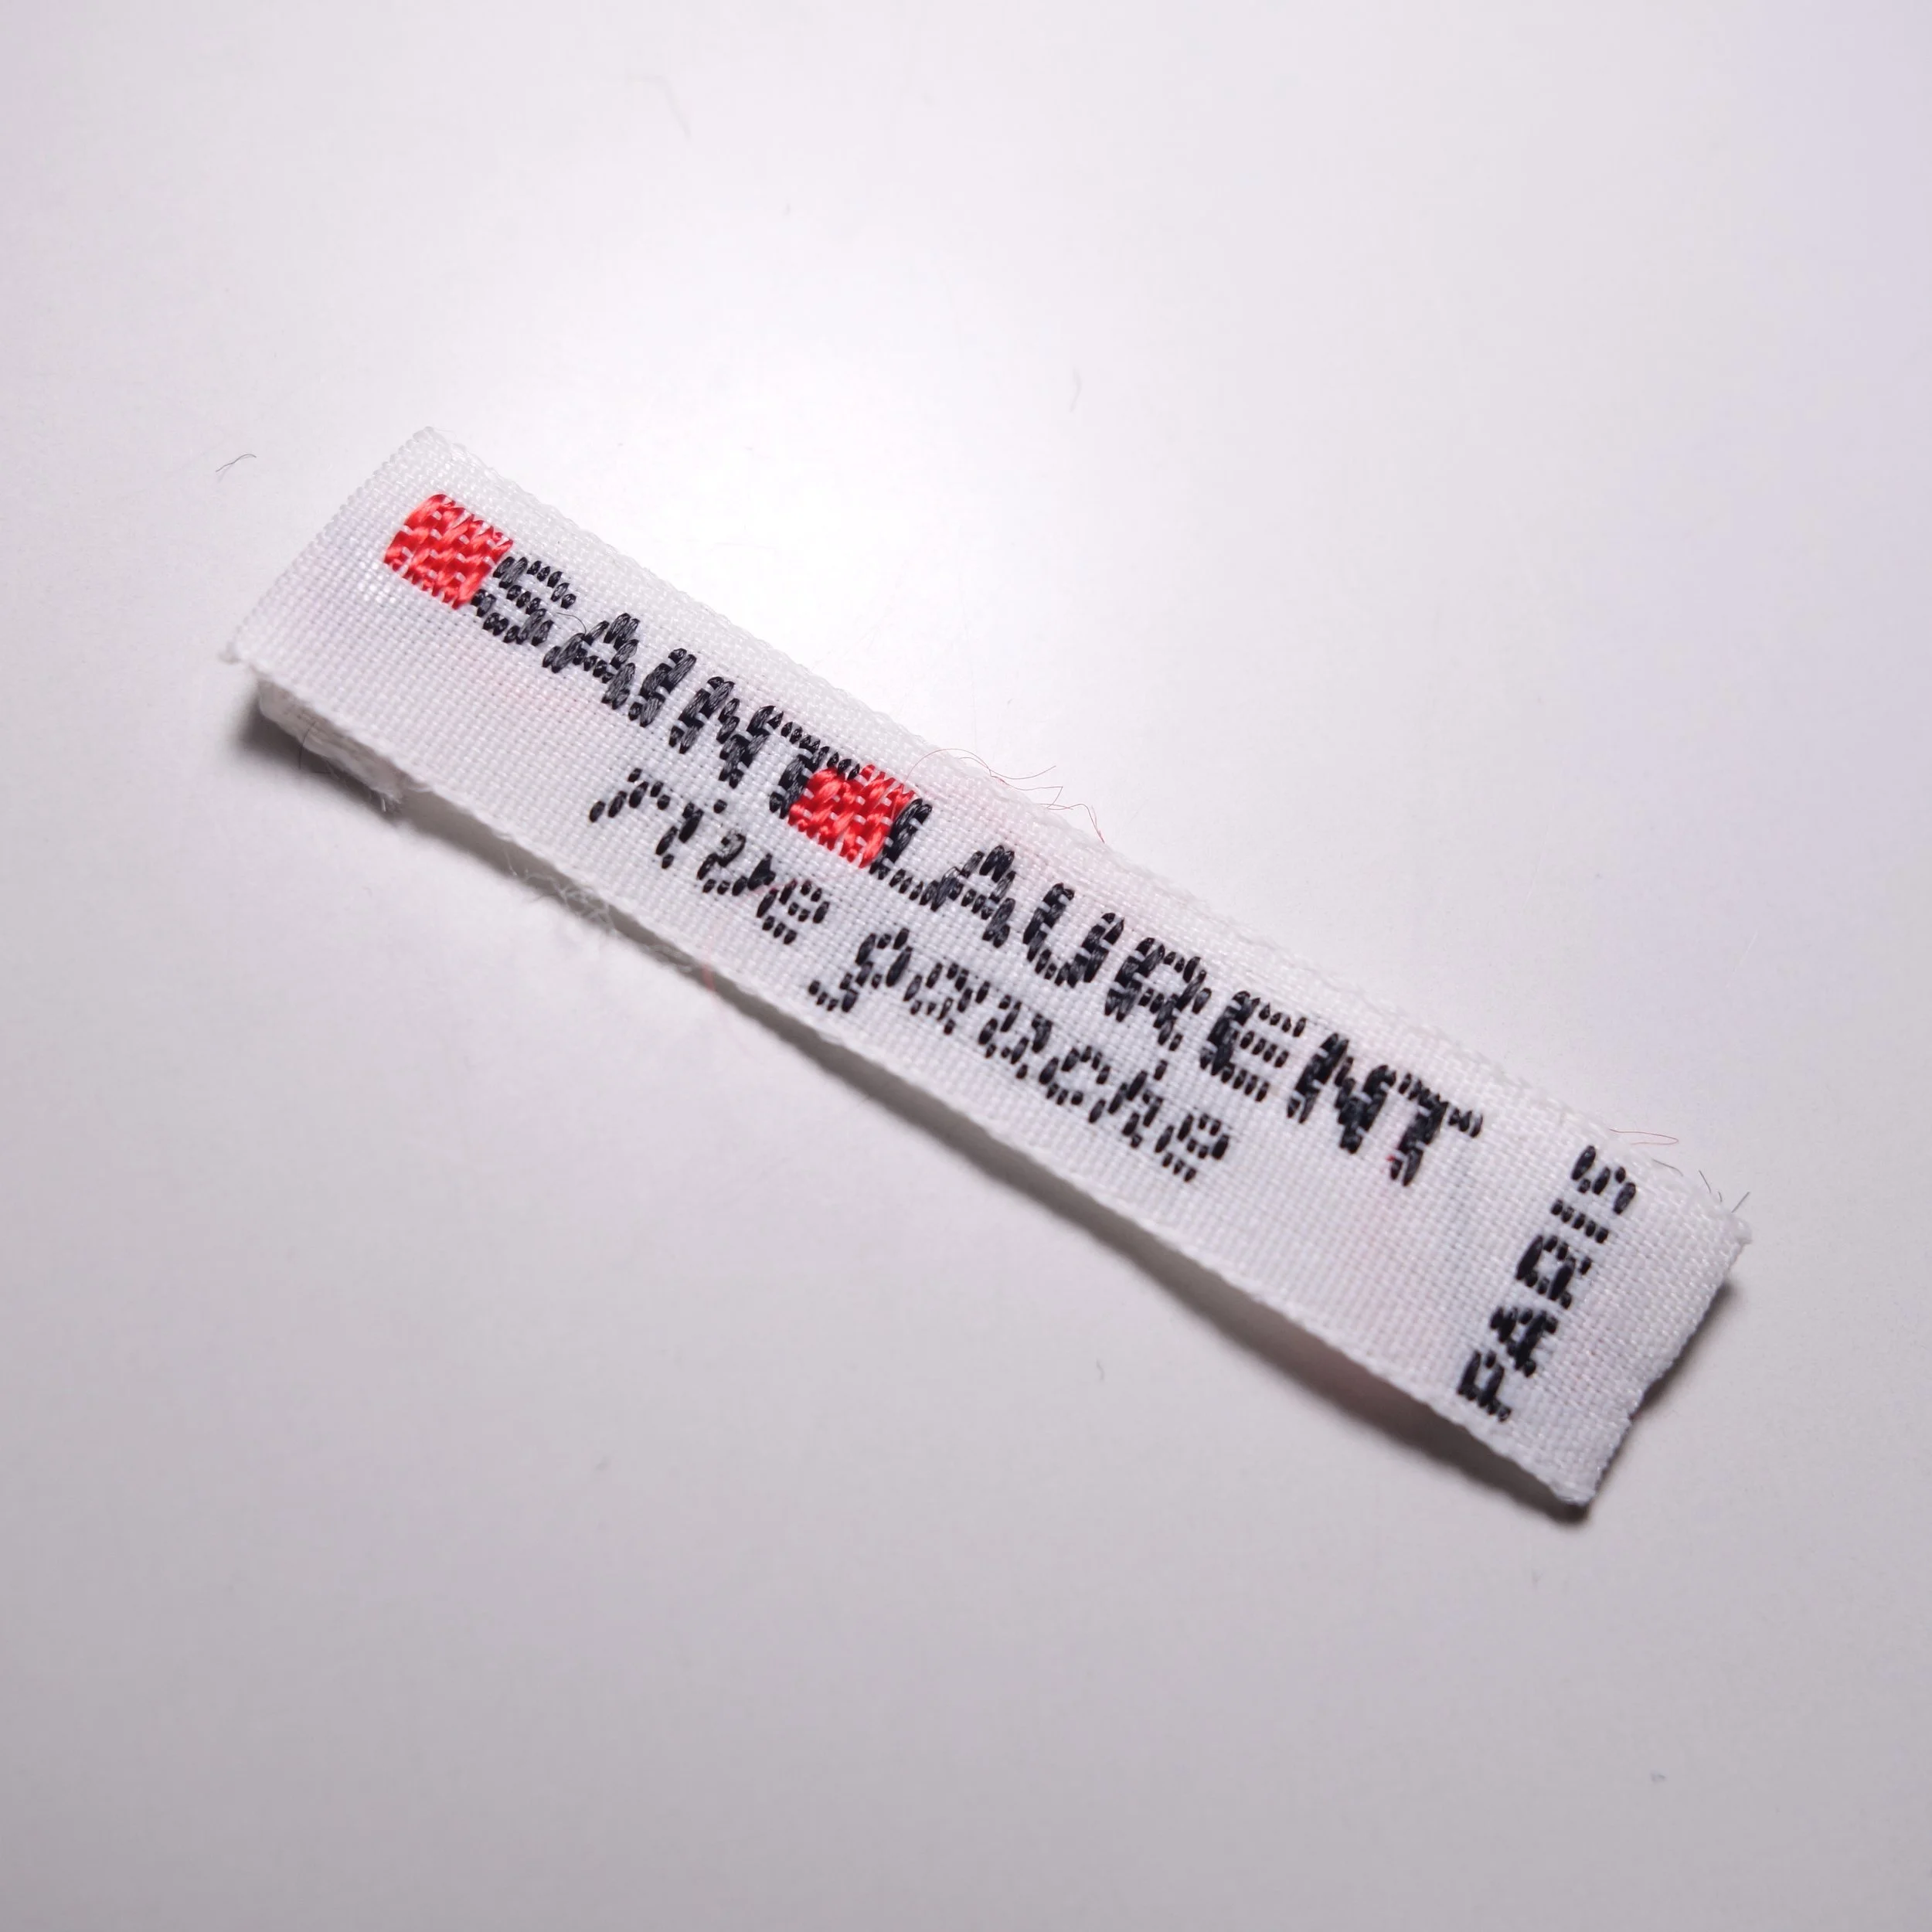 SAINT LAURENT
rive gauche
PARIS